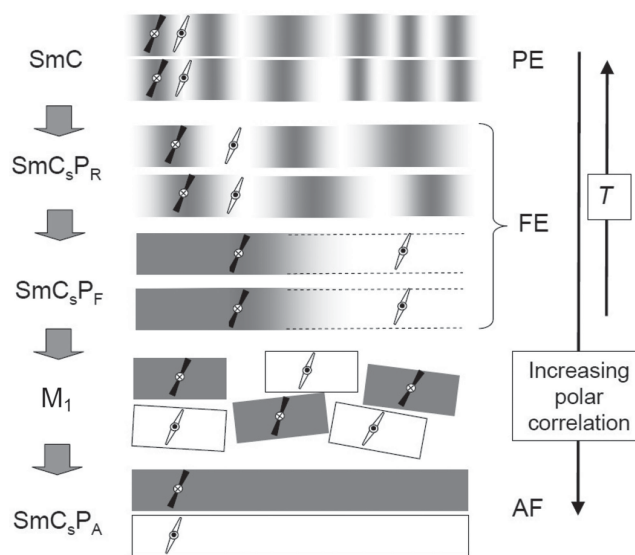 SmC
PE
SmCsPR
T
FE
SmCsPF
M1
Increasing
polar
correlation
SmCsPA
AF